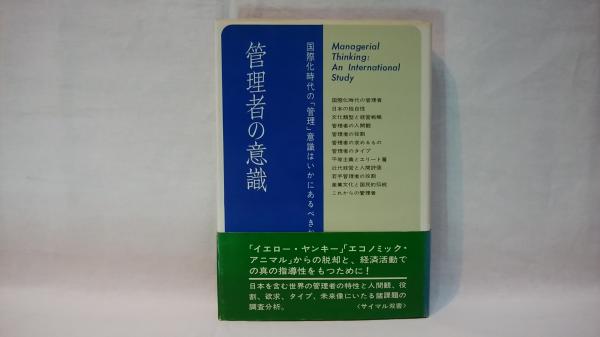 管理者の意識
国際化時代の「管理」意識はいかにあるべきか
Managerial
Thinking:
An International
Study
国際化時代の管理者
日本の独自性
文化類型と経営戦略
管理者の人間観
管理者の役割
管理者の求めるもの
管理者のタイプ
平等主義とエリート層
近代経営と人間評価
若手管理者の役割
産業文化と国民的伝統
これからの管理者
「イエロー・ヤンキー」「エコノミック・
アニマル」からの脱却と、経済活動で
の真の指導性をもつために！
日本を含む世界の管理者の特性と人間観、役
割、欲求、タイプ、未来像にいたる諸課題の
調査分析。
〈サイマル双書〉